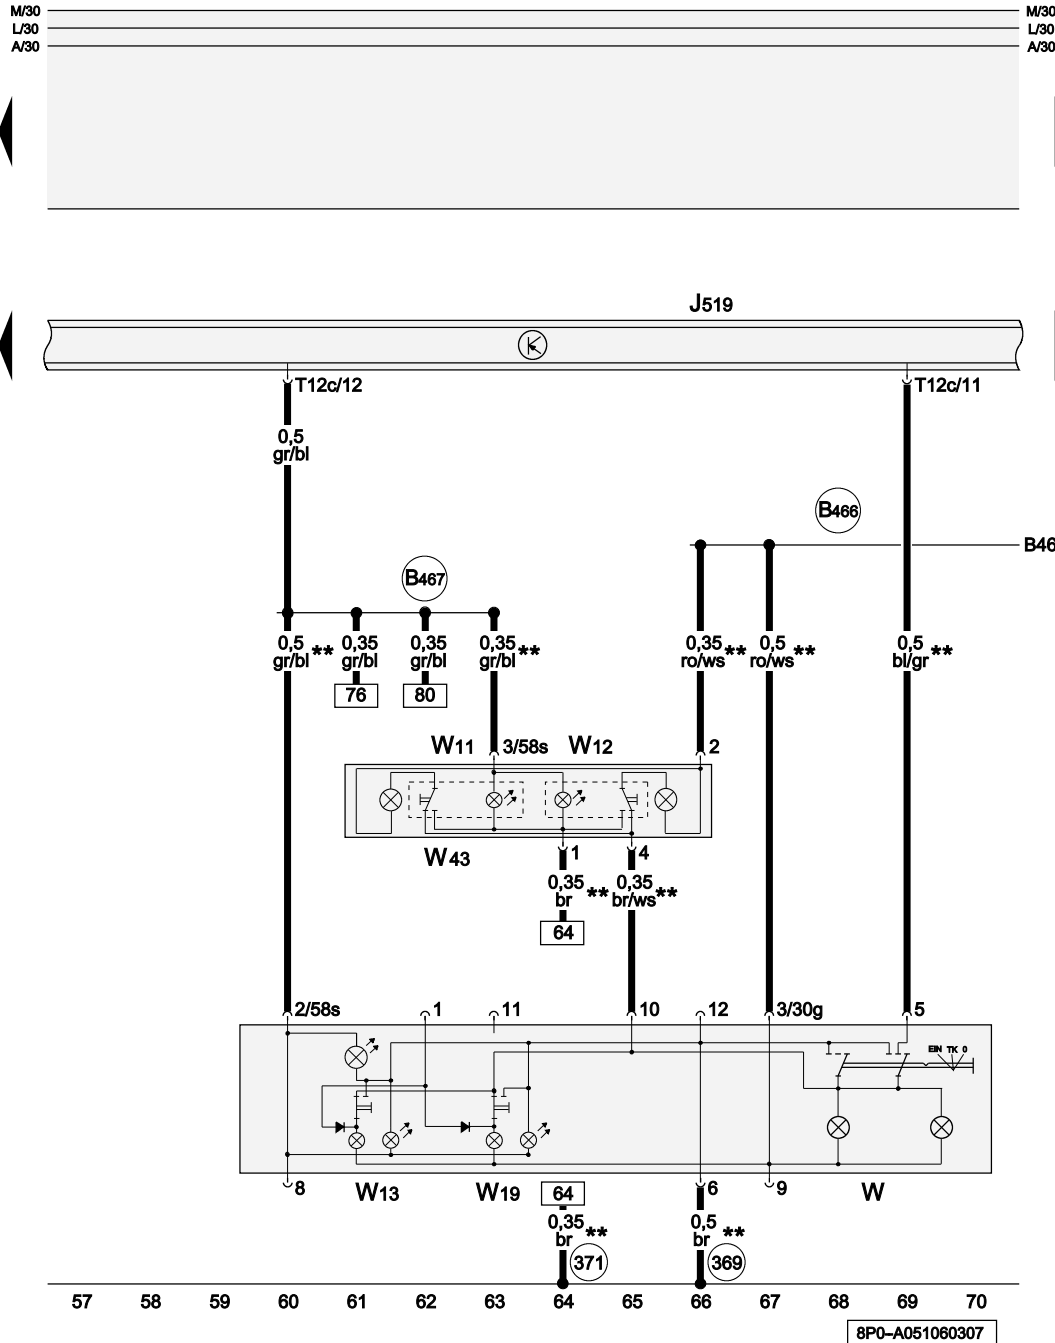 M/30 M/30
L/30 L/30
A/30 A/30
J519
T12c/12 T12c/11
0,5
gr/bl
B466
B46
B467
0,5 0,35 0,35 0,35 0,35 0,5 0,5
gr/bl ** gr/bl gr/bl gr/bl ** ro/ws ** ro/ws ** bl/gr **
76 80
W11 3/58s W12 2
W43 1 4
0,35 0,35
br ** br/ws **
64
2/58s 1 11 10 12 3/30g 5
EIN TK 0
8 W13 W19 64 6 9 W
0,35 0,5
br ** br **
371 369
57 58 59 60 61 62 63 64 65 66 67 68 69 70
8P0-A051060307